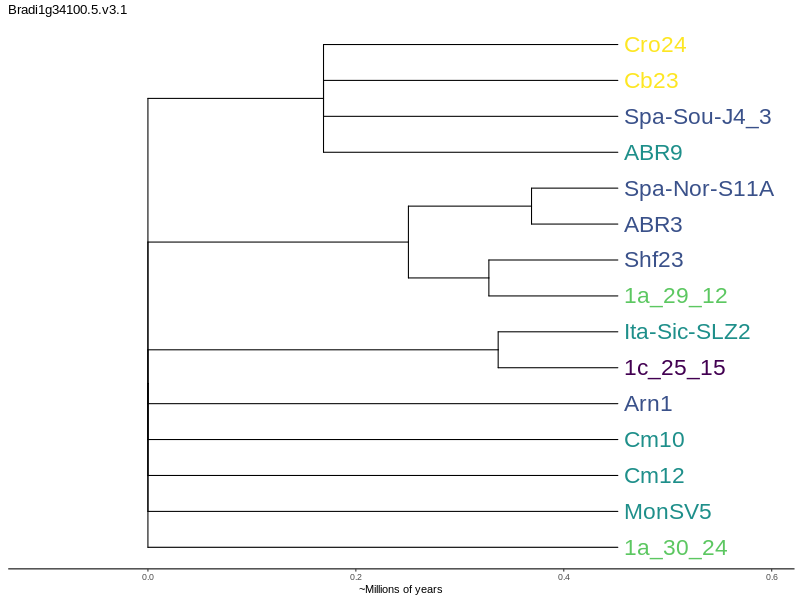 Bradi1g34100.5.v3.1
Cro24
Cb23
Spa-Sou-J4_3
ABR9
Spa-Nor-S11A
ABR3
Shf23
1a_29_12
Ita-Sic-SLZ2
1c_25_15
Arn1
Cm10
Cm12
MonSV5
1a_30_24
0.0 0.2 0.4 0.6
~Millions of years